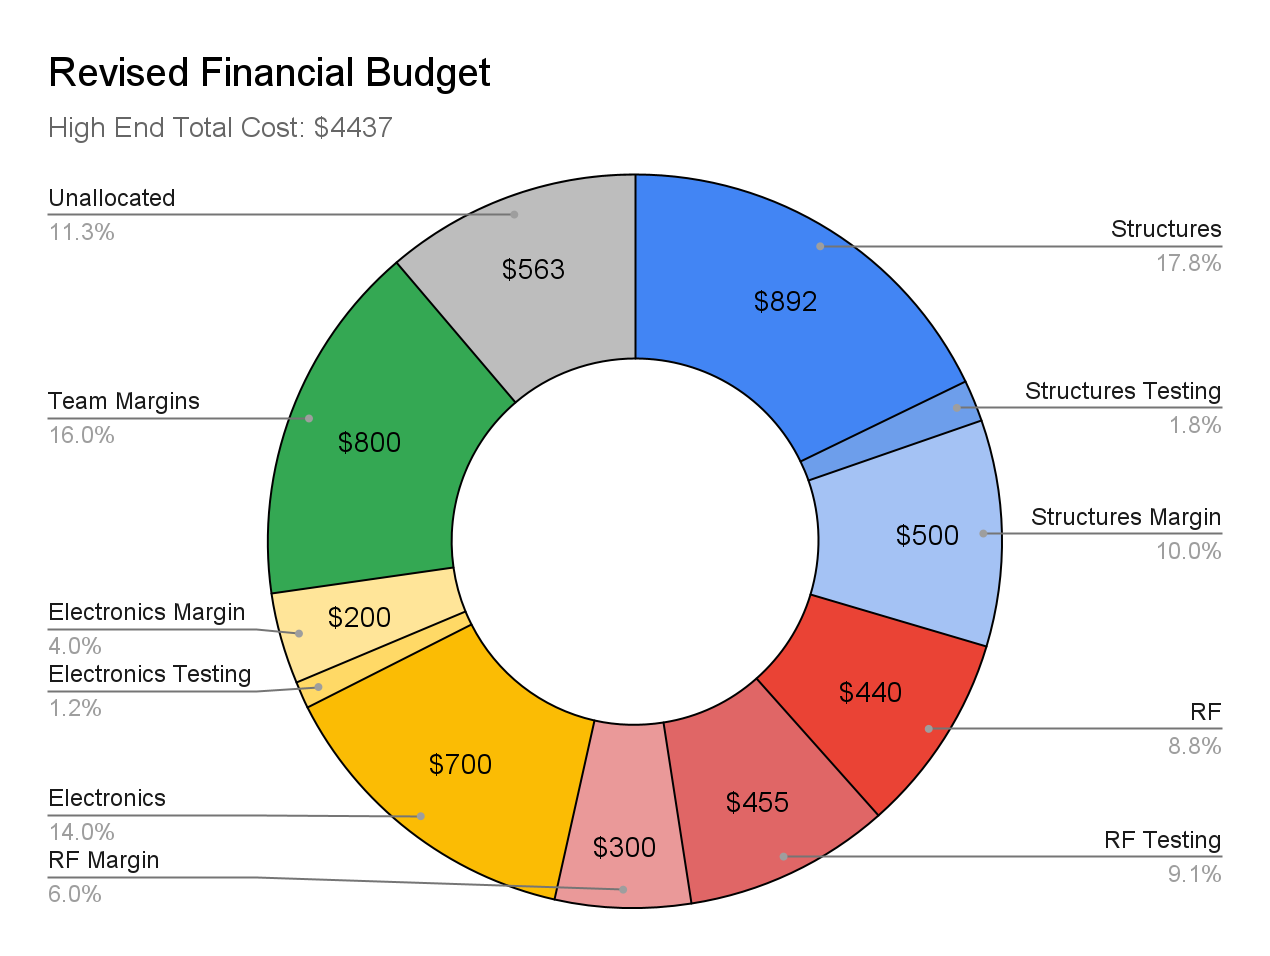 Revised Financial Budget
High End Total Cost: $4437
Unallocated
11.3%
Structures
17.8%
$563
$892
Team Margins
16.0%
Structures Testing
1.8%
$800
Structures Margin
10.0%
$500
Electronics Margin
4.0%
$200
Electronics Testing
1.2%
$440
RF
8.8%
$700
Electronics
14.0%
$455
RF Testing
9.1%
$300
RF Margin
6.0%